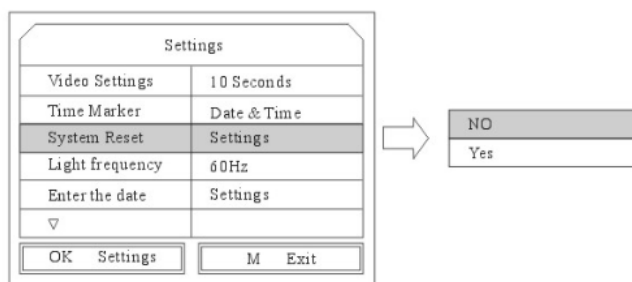 Settings
Video Settings 10 Seconds
Time Marker Date & Time
System Reset Settings
Light frequency 60Hz
Enter the date Settings
OK Settings M Exit
NO
Yes